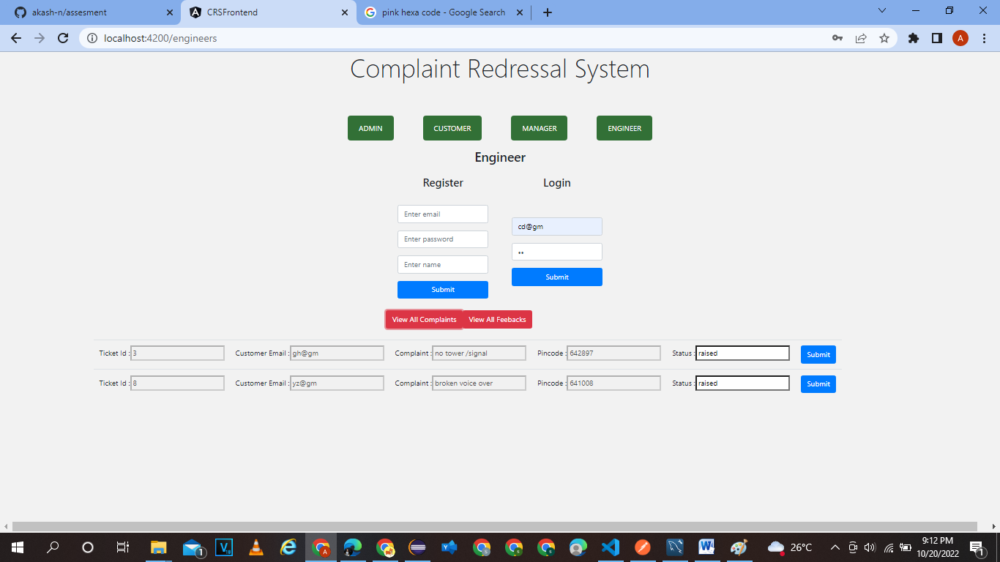 akash-n/assesment
CRSFrontend
pink hexa code - Google Search
localhost:4200/engineers
A
Complaint Redressal System
ADMIN CUSTOMER MANAGER ENGINEER
Engineer
Register Login
Enter email
cd@gm
Enter password
Enter name
Submit
Submit
View All Complaints View All Feebacks
Ticket Id : 3 Customer Email : gh@gm Complaint : no tower /signal Pincode : 642897 Status : raised Submit
Ticket Id : 8 Customer Email : yz@gm Complaint : broken voice over Pincode : 641008 Status : raised Submit
26°C
9:12 PM
10/20/2022
1
1